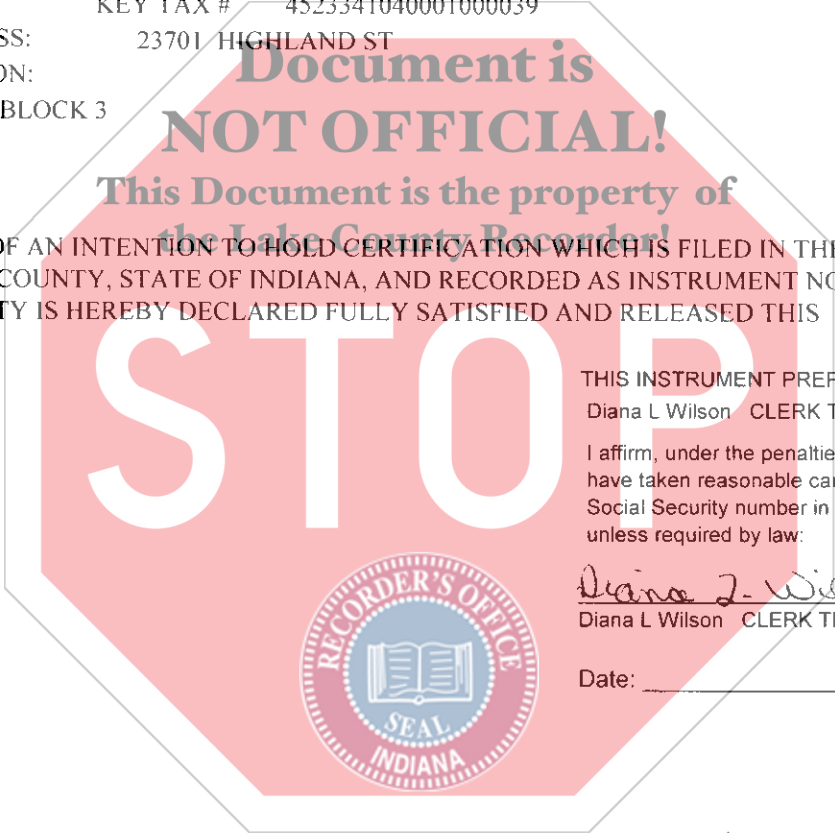 KEY TAX # 4523341040001000039
SS: 23701 HIGHLAND ST
ON:
BLOCK 3
Document is
NOT OFFICIAL!
This Document is the property of
the Lake County Recorder!
OF AN INTENTION TO HOLD CERTIFICATION WHICH IS FILED IN THE
COUNTY, STATE OF INDIANA, AND RECORDED AS INSTRUMENT NO
TY IS HEREBY DECLARED FULLY SATISFIED AND RELEASED THIS
STOP
THIS INSTRUMENT PREP
Diana L Wilson CLERK T
I affirm, under the penaltie
have taken reasonable car
Social Security number in
unless required by law:
Diana L Wils
Diana L Wilson CLERK TI
Date:
RECORDER'S OFFICE
SEAL
INDIANA